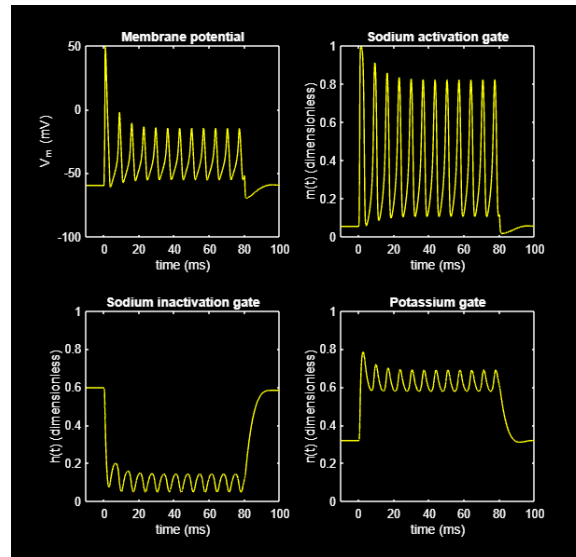 Membrane potential
50
0
-50
-100
V_m (mV)
0 20 40 60 80 100
time (ms)
Sodium activation gate
1
0.8
0.6
0.4
0.2
0
m(t) (dimensionless)
0 20 40 60 80 100
time (ms)
Sodium inactivation gate
1
0.8
0.6
0.4
0.2
0
h(t) (dimensionless)
0 20 40 60 80 100
time (ms)
Potassium gate
1
0.8
0.6
0.4
0.2
0
n(t) (dimensionless)
0 20 40 60 80 100
time (ms)